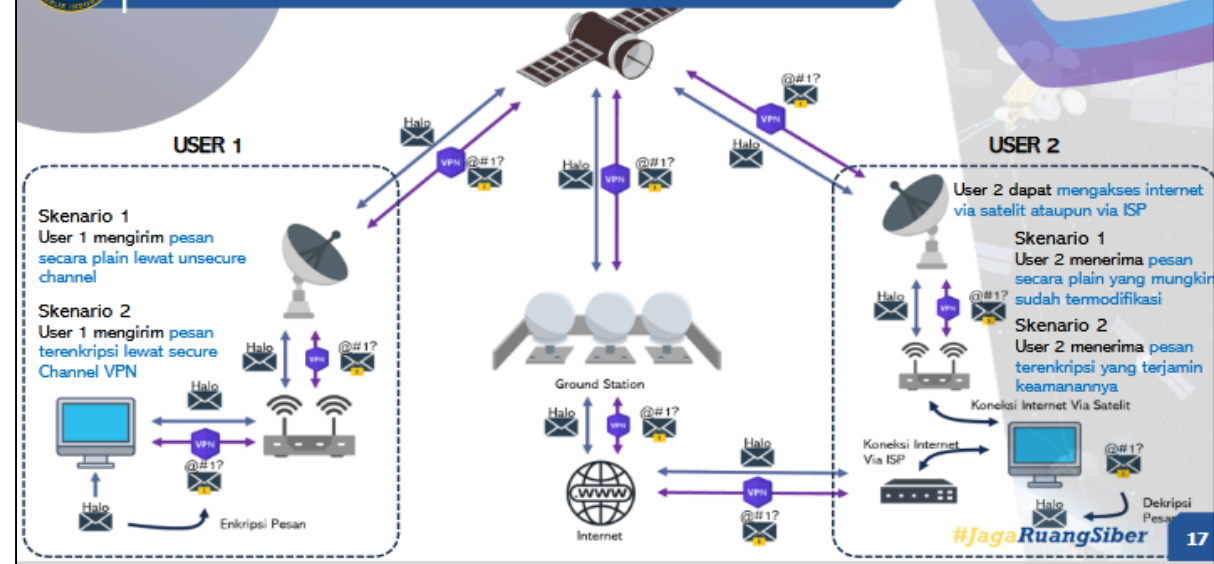 USER 1
Skenario 1
User 1 mengirim pesan
secara plain lewat unsecure
channel
Skenario 2
User 1 mengirim pesan
terenkripsi lewat secure
Channel VPN
Halo
VPN
@#1?
Halo
VPN
@#1?
Halo
Enkripsi Pesan
Halo
VPN
@#1?
Halo
VPN
@#1?
Ground Station
Halo
VPN
@#1?
www
Internet
Halo
VPN
@#1?
@#1?
VPN
Halo
USER 2
User 2 dapat mengakses internet
via satelit ataupun via ISP
Skenario 1
User 2 menerima pesan
secara plain yang mungkin
sudah termodifikasi
Skenario 2
User 2 menerima pesan
terenkripsi yang terjamin
keamanannya
Halo
VPN
@#1?
Koneksi Internet Via Satelit
Koneksi Internet
Via ISP
@#1?
Halo
Dekripsi
Pesan
#JagaRuangSiber
17